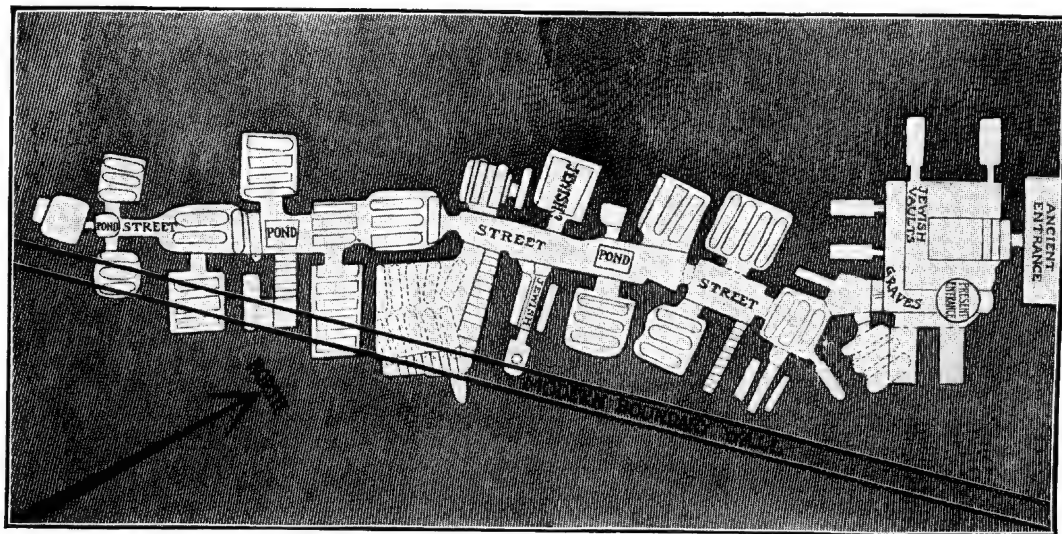 POND
STREET
POND
STREET
JEWISH?
JEWISH?
POND
STREET
JEWISH
VAULTS
GRAVES
PRESENT
ENTRANCE
ANCIENT
ENTRANCE
NORTH
MODERN BOUNDARY WALL